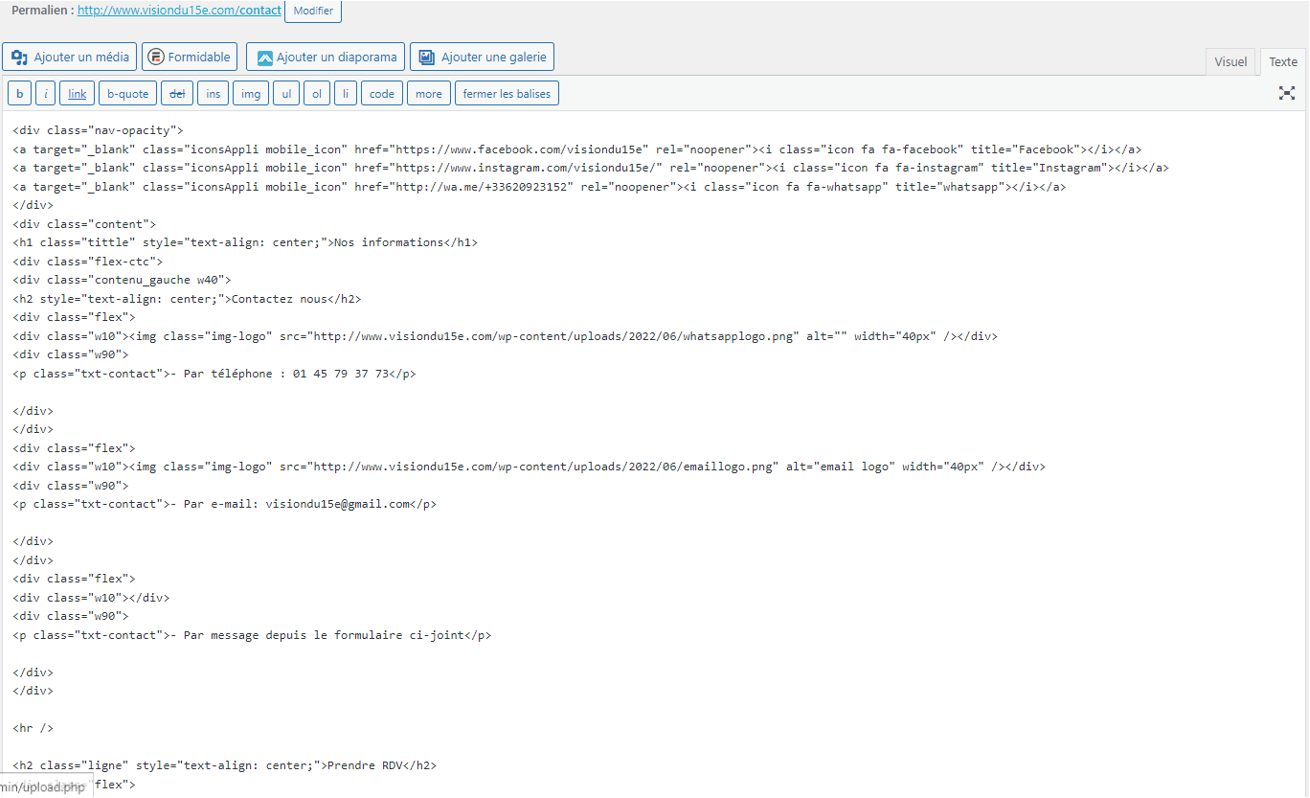 Permalien : http://www.visiondu15e.com/contact Modifier
Ajouter un média Formidable Ajouter un diaporama Ajouter une galerie
Visuel Texte
b i link b-quote del ins img ul ol li code more fermer les balises
<div class="nav-opacity">
<a target="_blank" class="iconsAppli mobile_icon" href="https://www.facebook.com/visiondu15e" rel="noopener"><i class="icon fa fa-facebook" title="Facebook"></i></a>
<a target="_blank" class="iconsAppli mobile_icon" href="https://www.instagram.com/visiondu15e/" rel="noopener"><i class="icon fa fa-instagram" title="Instagram"></i></a>
<a target="_blank" class="iconsAppli mobile_icon" href="http://wa.me/+33620923152" rel="noopener"><i class="icon fa fa-whatsapp" title="whatsapp"></i></a>
</div>
<div class="content">
<h1 class="tittle" style="text-align: center;">Nos informations</h1>
<div class="flex-ctc">
<div class="contenu_gauche w40">
<h2 style="text-align: center;">Contactez nous</h2>
<div class="flex">
<div class="w10"><img class="img-logo" src="http://www.visiondu15e.com/wp-content/uploads/2022/06/whatsapplogo.png" alt="" width="40px" /></div>
<div class="w90">
<p class="txt-contact">- Par téléphone : 01 45 79 37 73</p>
</div>
</div>
<div class="flex">
<div class="w10"><img class="img-logo" src="http://www.visiondu15e.com/wp-content/uploads/2022/06/emaillogo.png" alt="email logo" width="40px" /></div>
<div class="w90">
<p class="txt-contact">- Par e-mail: visiondu15e@gmail.com</p>
</div>
</div>
<div class="flex">
<div class="w10"></div>
<div class="w90">
<p class="txt-contact">- Par message depuis le formulaire ci-joint</p>
</div>
</div>
<hr />
<h2 class="ligne" style="text-align: center;">Prendre RDV</h2>
min/upload.php "flex">